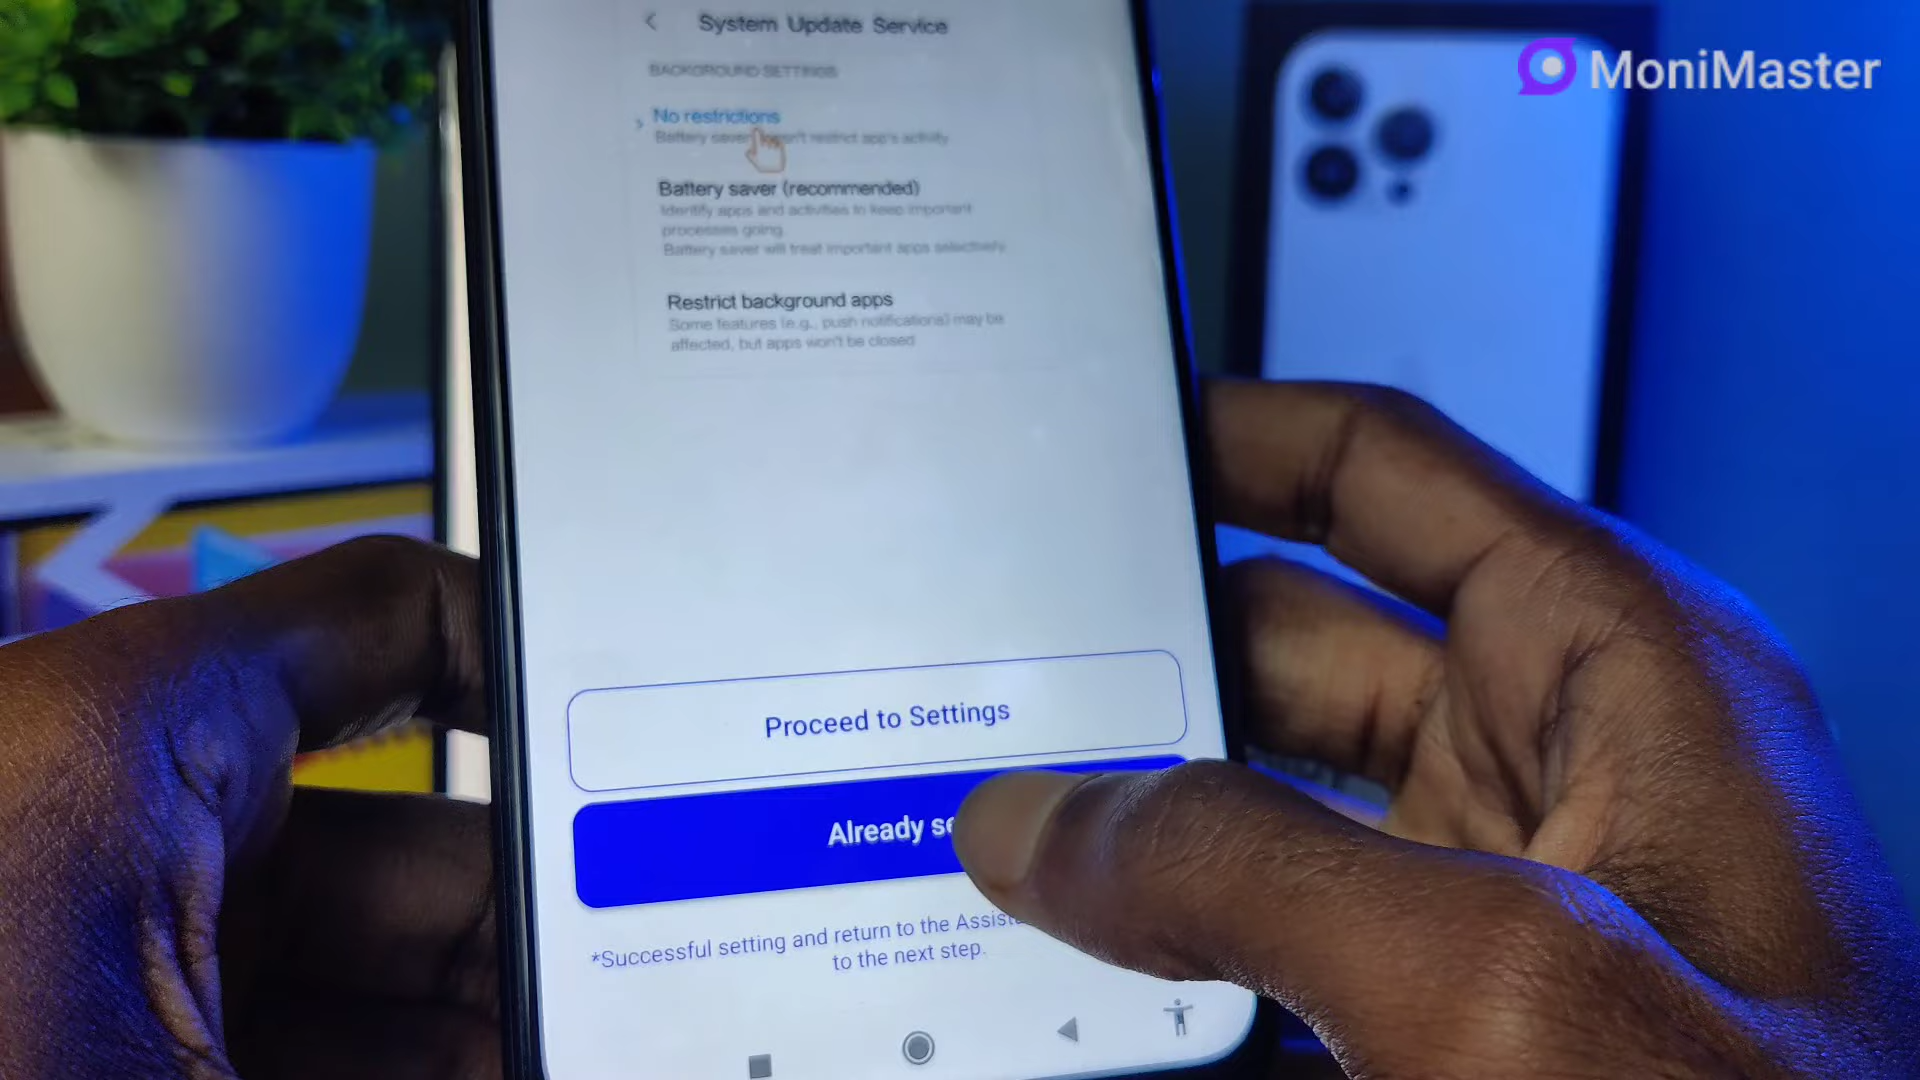 System Update Service
MoniMaster
BACKGROUND SETTINGS
No restrictions
Battery saver doesn't restrict app's activity
Battery saver (recommended)
Identify apps and activities to keep important
processes going.
Battery saver will treat important apps selectively
Restrict background apps
Some features (e.g., push notifications) may be
affected, but apps won't be closed
Proceed to Settings
Already se
*Successful setting and return to the Assist
to the next step.